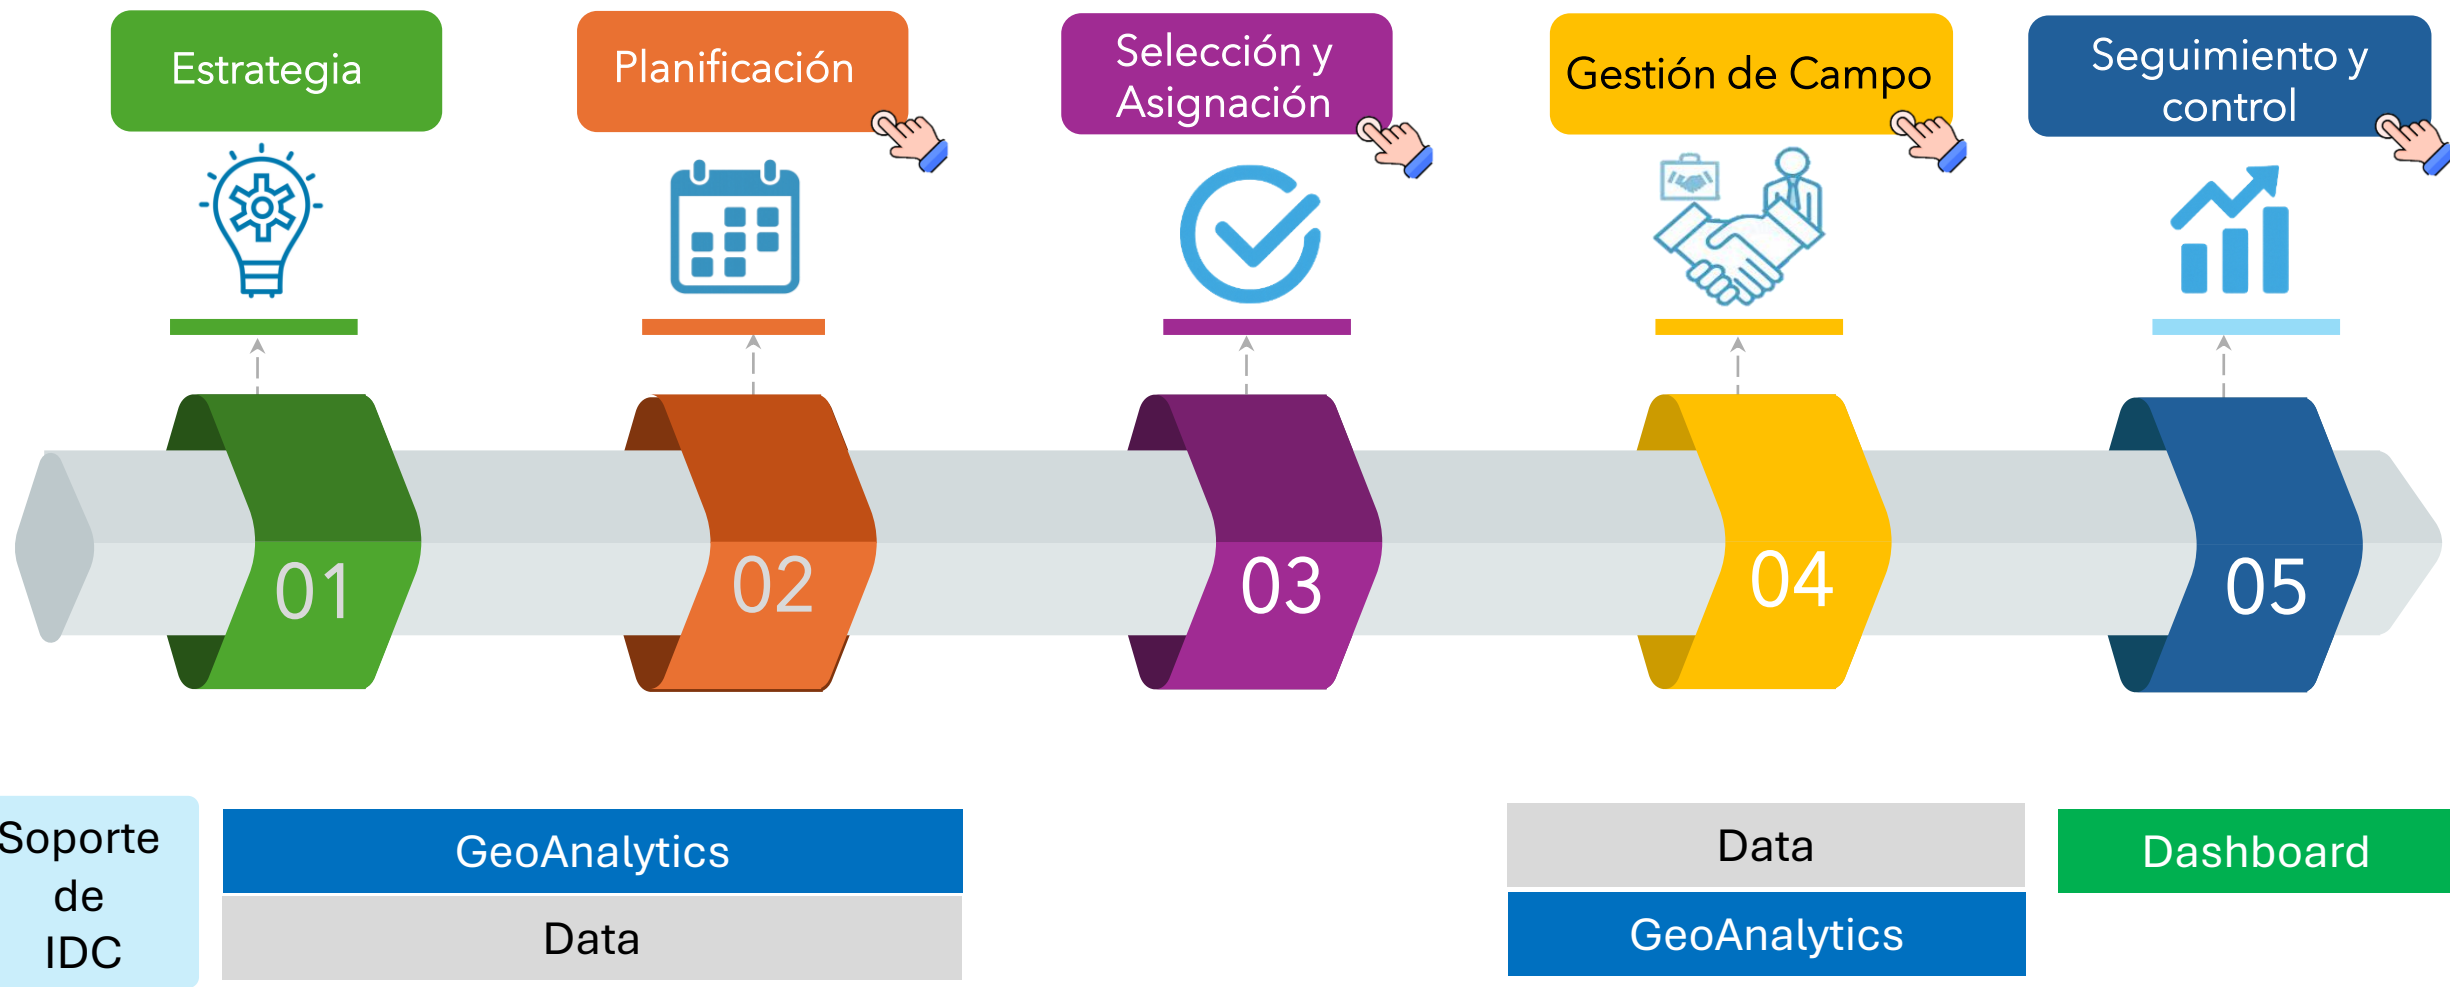 Estrategia
Planificación
Selección y
Asignación
Gestión de Campo
Seguimiento y
control
01
02
03
04
05
Soporte
de
IDC
GeoAnalytics
Data
Data
GeoAnalytics
Dashboard